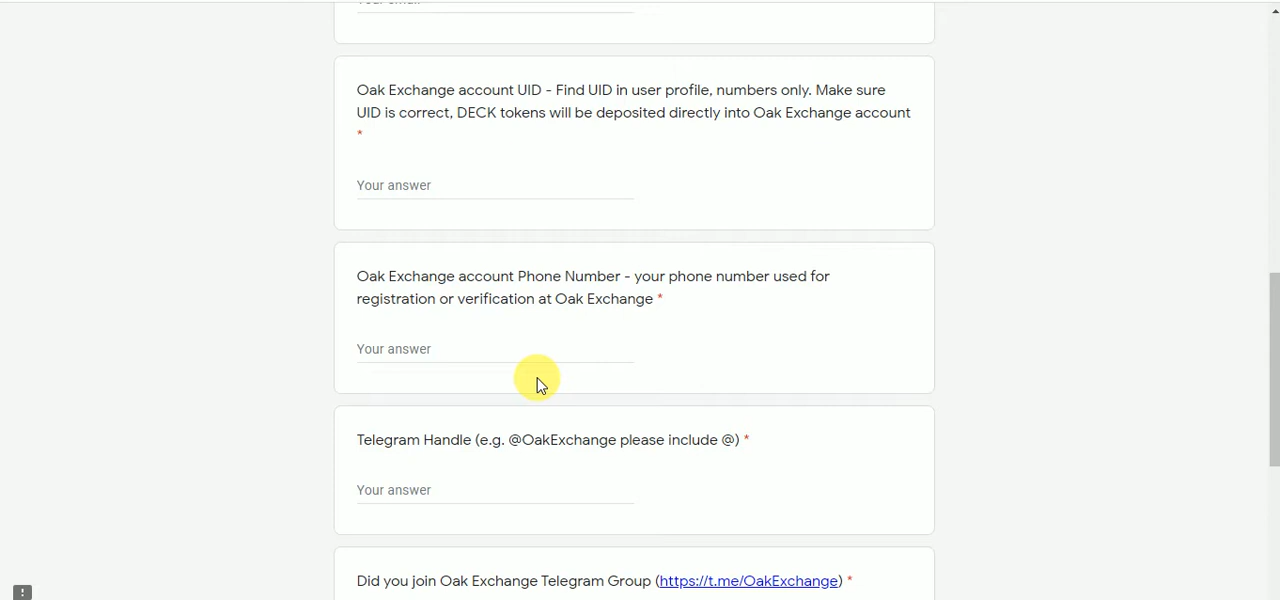 Your email
Oak Exchange account UID - Find UID in user profile, numbers only. Make sure
UID is correct, DECK tokens will be deposited directly into Oak Exchange account
*
Your answer
Oak Exchange account Phone Number - your phone number used for
registration or verification at Oak Exchange *
Your answer
Telegram Handle (e.g. @OakExchange please include @) *
Your answer
Did you join Oak Exchange Telegram Group (https://t.me/OakExchange) *